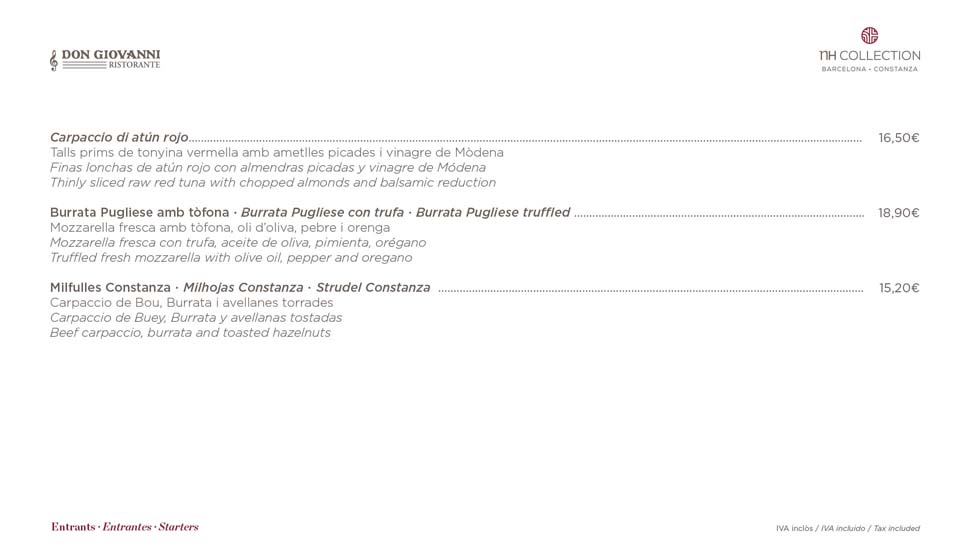 DON GIOVANNI
RISTORANTE
NH COLLECTION
BARCELONA • CONSTANZA
Carpaccio di atún rojo 16,50€
Talls prims de tonyina vermella amb ametlles picades i vinagre de Mòdena
Finas lonchas de atún rojo con almendras picadas y vinagre de Módena
Thinly sliced raw red tuna with chopped almonds and balsamic reduction
Burrata Pugliese amb tòfona · Burrata Pugliese con trufa · Burrata Pugliese truffled 18,90€
Mozzarella fresca amb tòfona, oli d'oliva, pebre i orenga
Mozzarella fresca con trufa, aceite de oliva, pimienta, orégano
Truffled fresh mozzarella with olive oil, pepper and oregano
Milfulles Constanza · Milhojas Constanza · Strudel Constanza 15,20€
Carpaccio de Bou, Burrata i avellanes torrades
Carpaccio de Buey, Burrata y avellanas tostadas
Beef carpaccio, burrata and toasted hazelnuts
Entrants · Entrantes · Starters
IVA inclòs / IVA incluido / Tax included